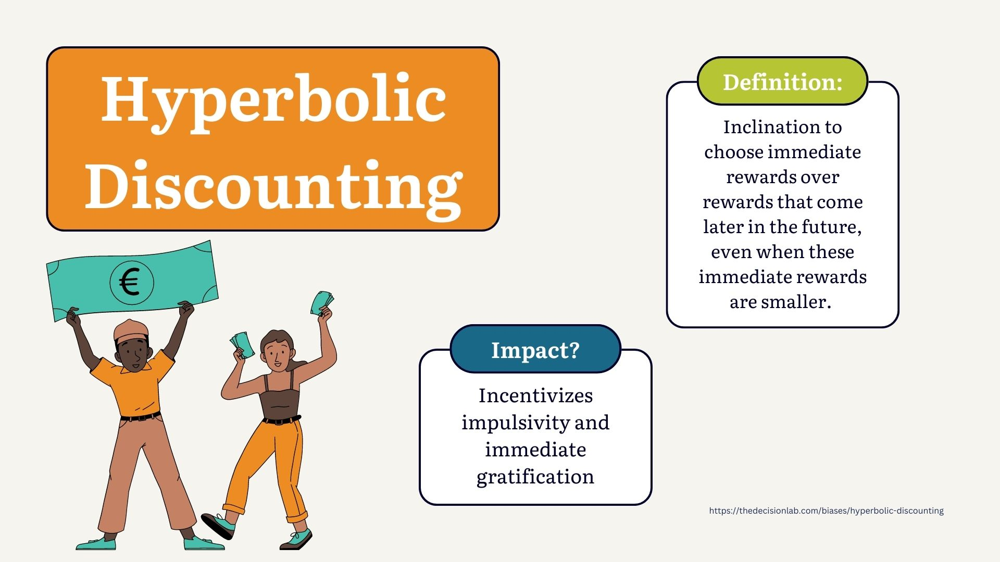 Hyperbolic
Discounting
Definition:
Inclination to
choose immediate
rewards over
rewards that come
later in the future,
even when these
immediate rewards
are smaller.
€
Impact?
Incentivizes
impulsivity and
immediate
gratification
https://thedecisionlab.com/biases/hyperbolic-discounting